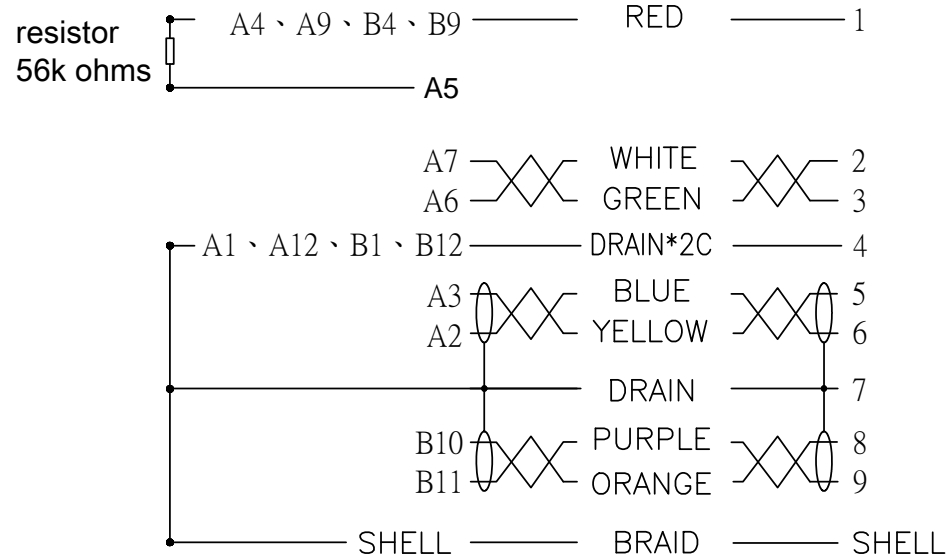 A4、A9、B4、B9 RED 1
resistor
56k ohms
A5
A7 WHITE 2
A6 GREEN 3
A1、A12、B1、B12 DRAIN*2C 4
A3 BLUE 5
A2 YELLOW 6
DRAIN 7
B10 PURPLE 8
B11 ORANGE 9
SHELL BRAID SHELL